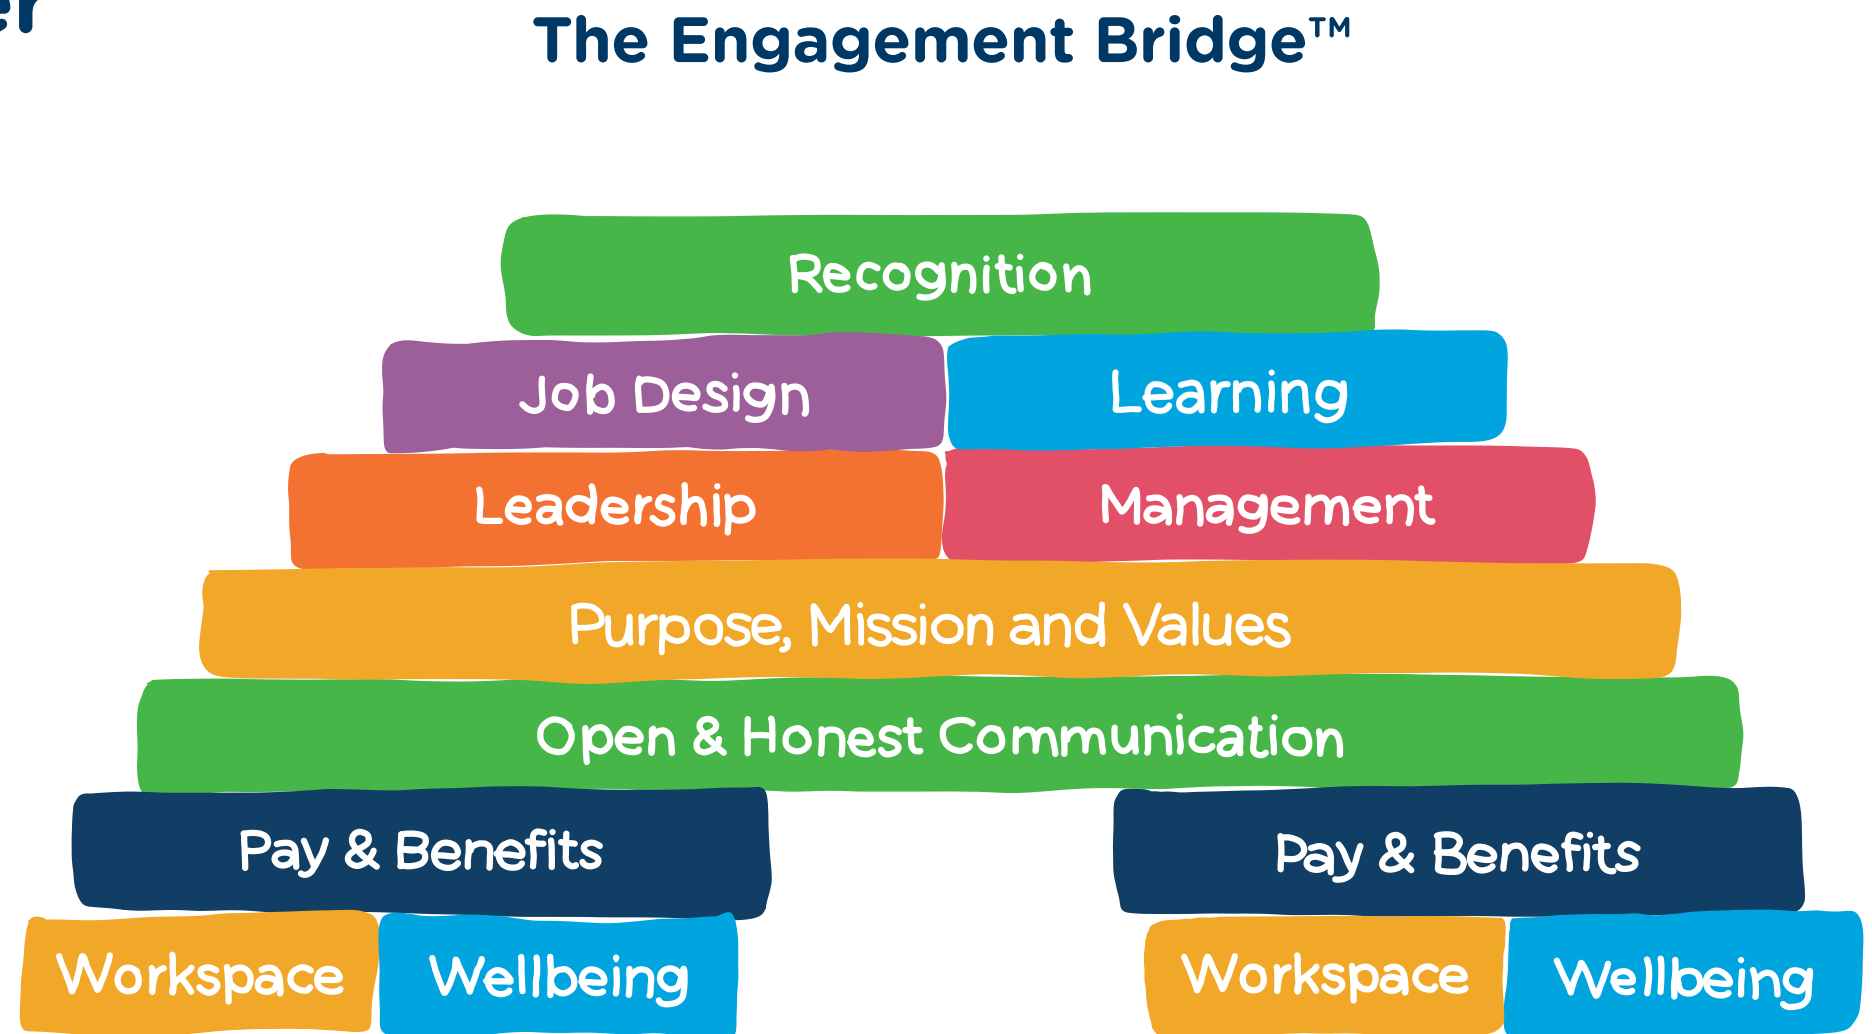 er
The Engagement Bridge™
Recognition
Job Design Learning
Leadership Management
Purpose, Mission and Values
Open & Honest Communication
Pay & Benefits Pay & Benefits
Workspace Wellbeing Workspace Wellbeing